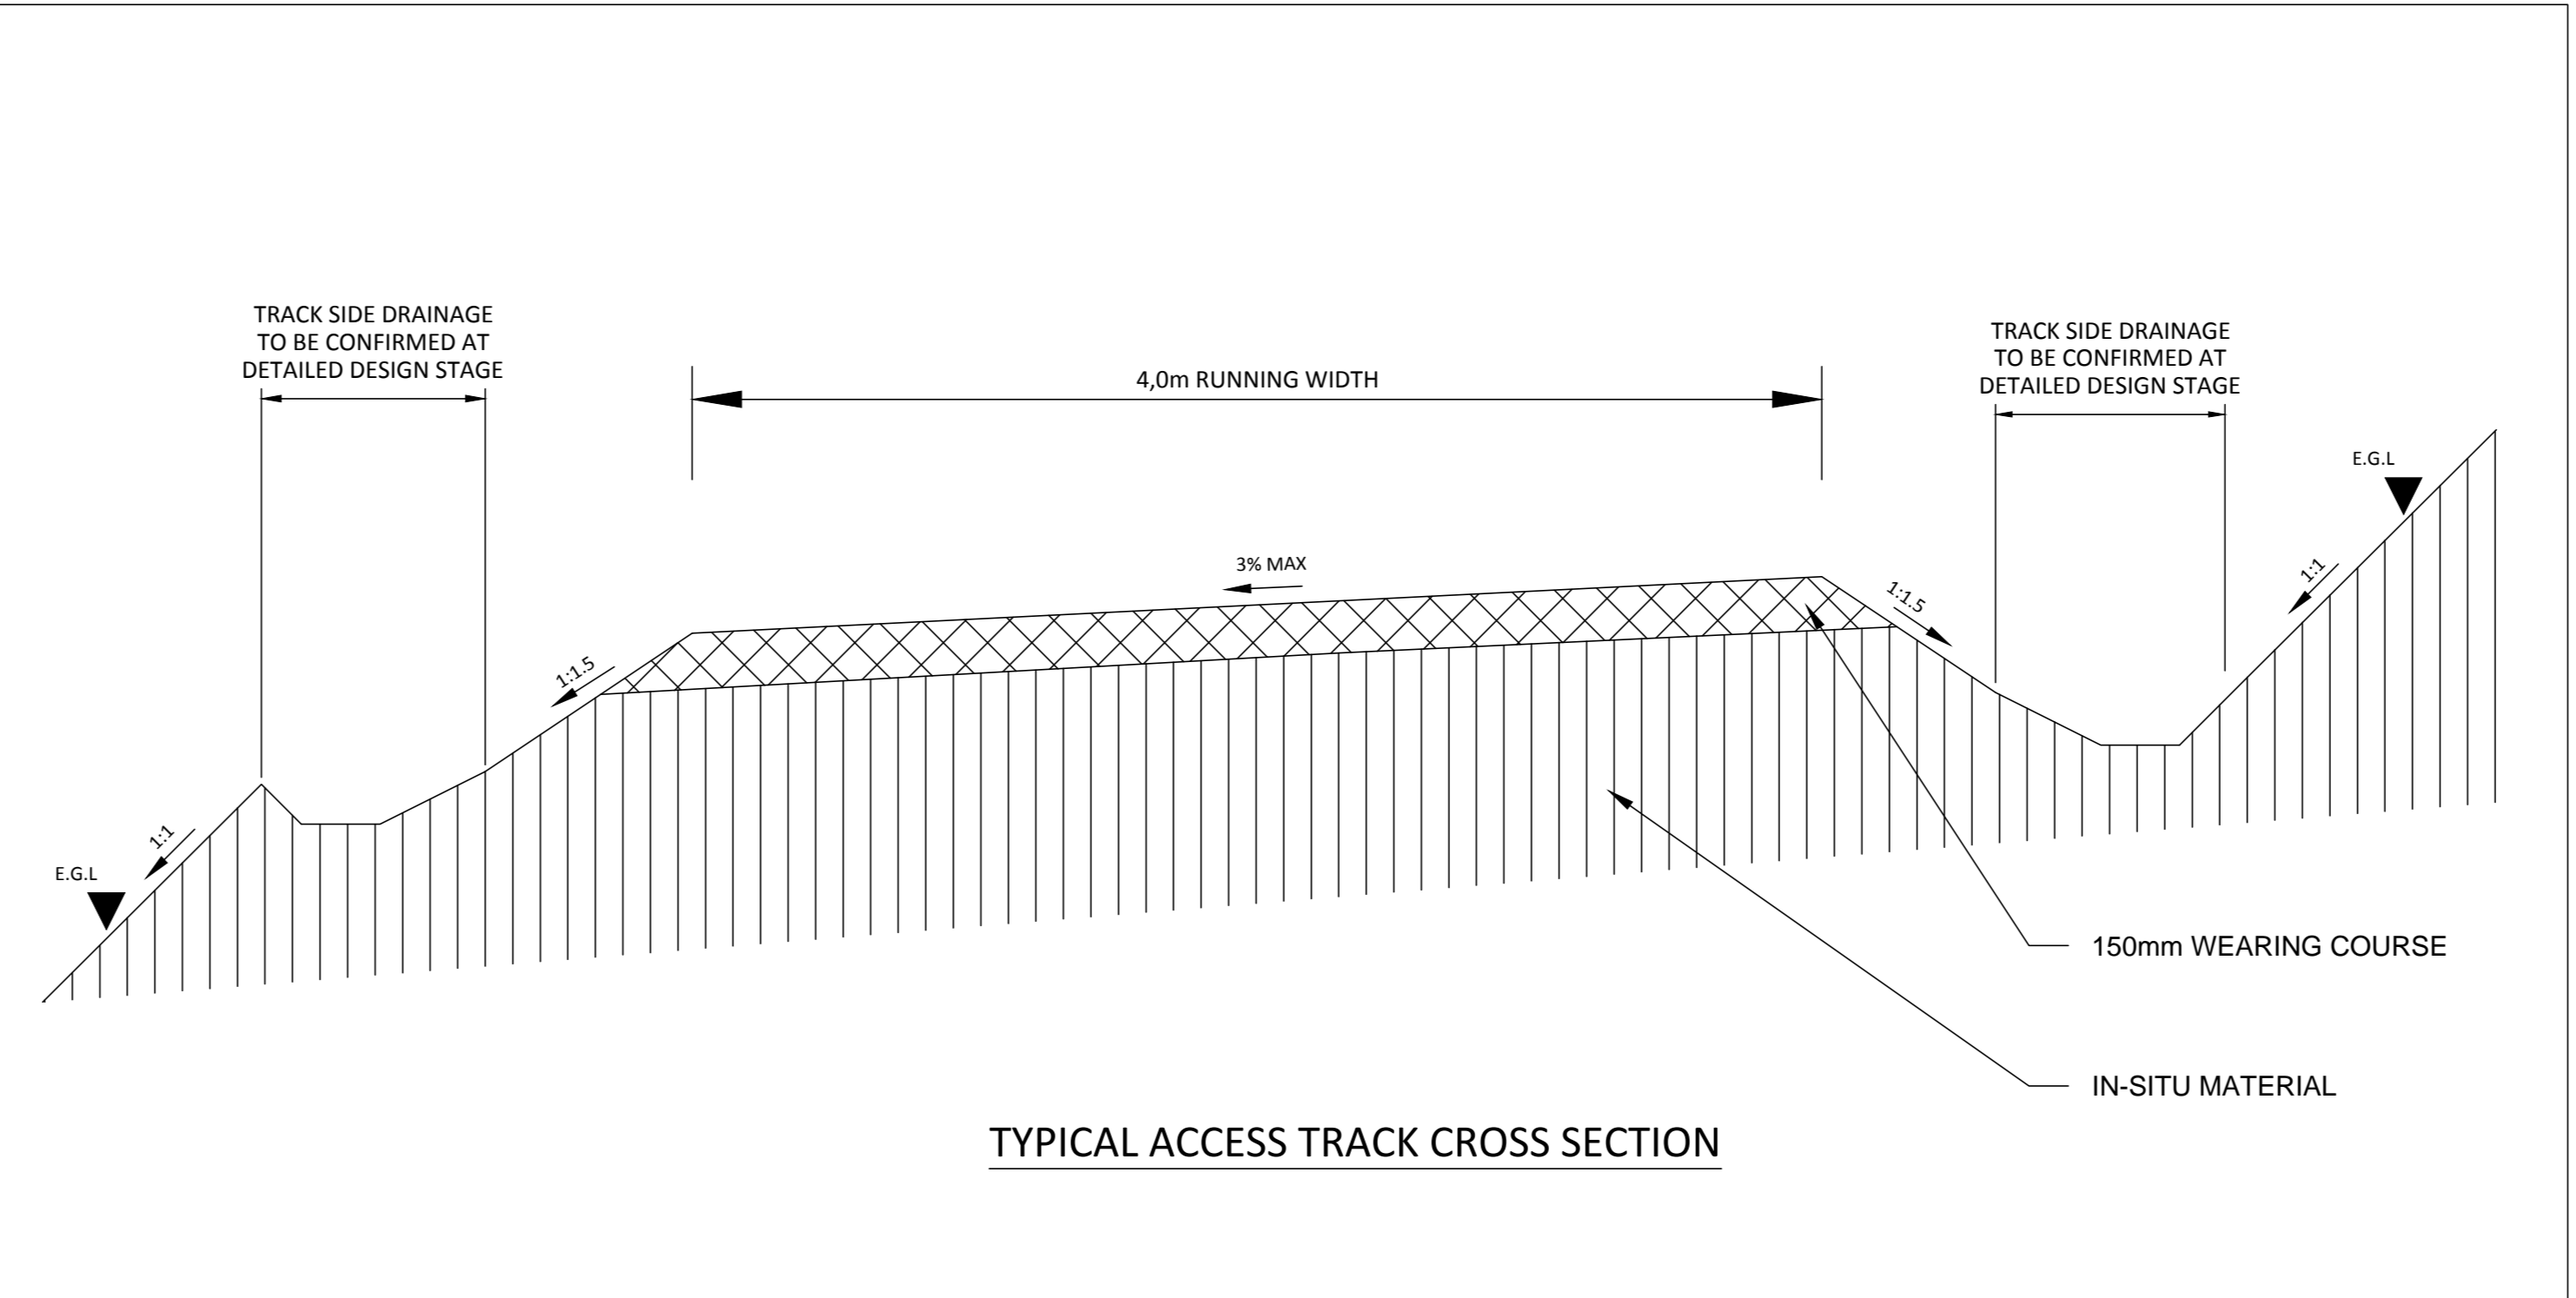 TRACK SIDE DRAINAGE
TO BE CONFIRMED AT
DETAILED DESIGN STAGE
4,0m RUNNING WIDTH
TRACK SIDE DRAINAGE
TO BE CONFIRMED AT
DETAILED DESIGN STAGE
E.G.L
3% MAX
1:1
1:1.5
1:1.5
1:1
E.G.L
150mm WEARING COURSE
IN-SITU MATERIAL
TYPICAL ACCESS TRACK CROSS SECTION